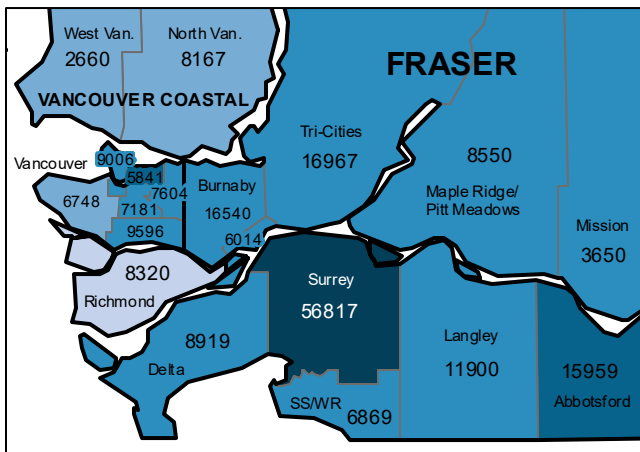 West Van.
2660
North Van.
8167
FRASER
VANCOUVER COASTAL
Tri-Cities
16967
8550
Maple Ridge/
Pitt Meadows
Mission
3650
Vancouver
9006
5841
7604
6748
7181
9596
Burnaby
16540
6014
8320
Richmond
Surrey
56817
8919
Delta
Langley
11900
15959
Abbotsford
SS/WR
6869